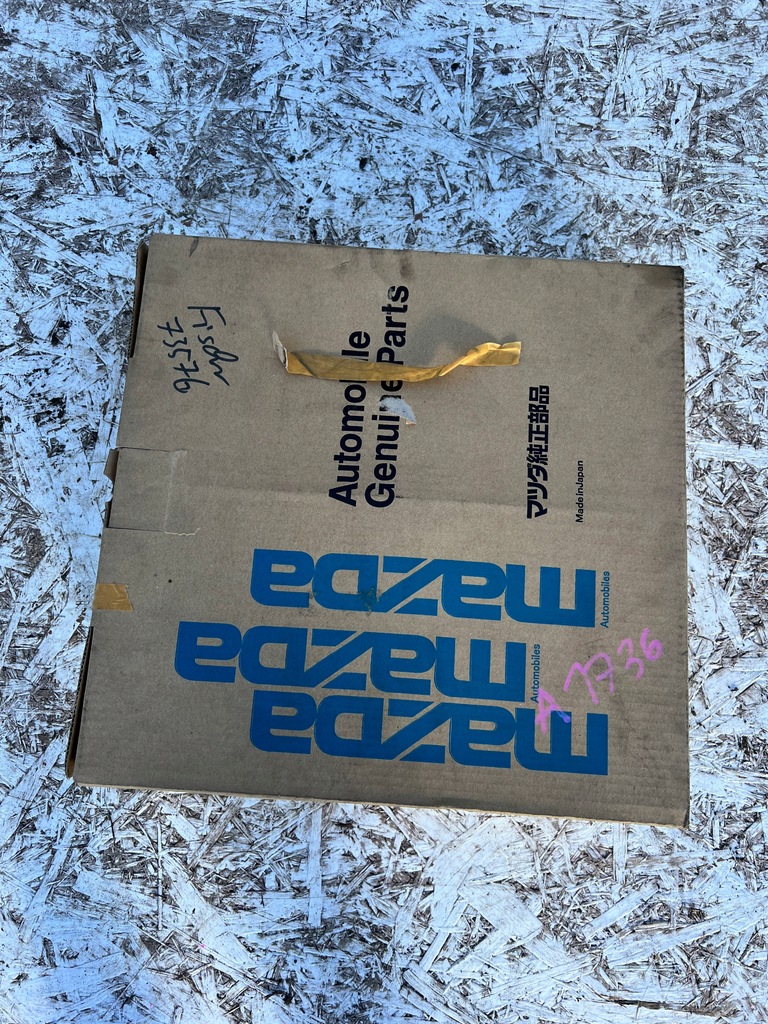 Fischer
73576
Automobile
Genuine Parts
マツダ純正部品
Made in Japan
mazda
Automobiles
mazda
Automobiles
mazda
A 7736